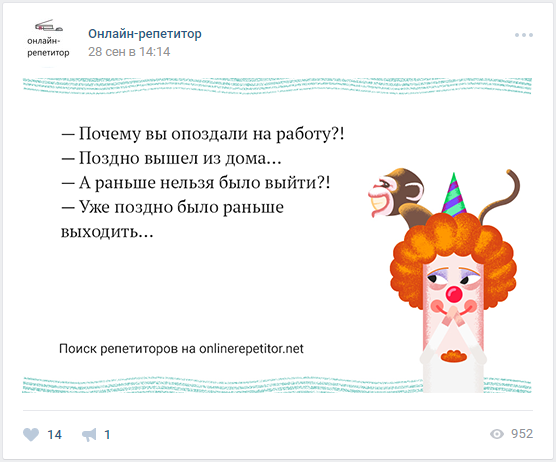 онлайн-
репетитор
Онлайн-репетитор
28 сен в 14:14
— Почему вы опоздали на работу?!
— Поздно вышел из дома...
— А раньше нельзя было выйти?!
— Уже поздно было раньше
выходить...
Поиск репетиторов на onlinerepetitor.net
14
1
952